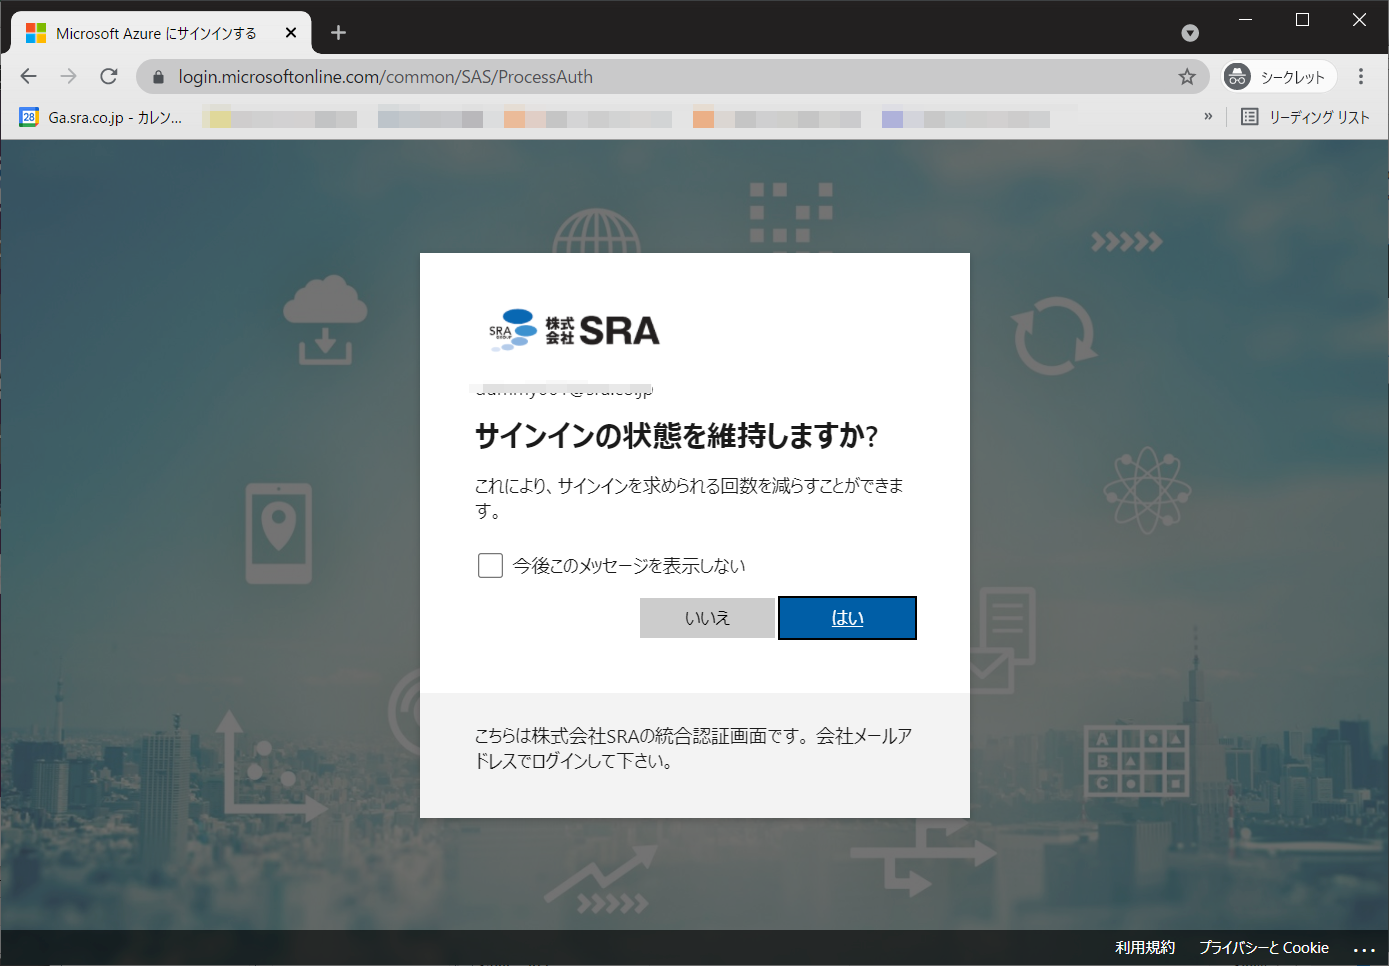 Microsoft Azure にサインインする
login.microsoftonline.com/common/SAS/ProcessAuth
シークレット
28
Ga.sra.co.jp - カレン...
»
リーディング リスト
SRA
GROUP
株式
会社
SRA
サインインの状態を維持しますか?
これにより、サインインを求められる回数を減らすことができま
す。
今後このメッセージを表示しない
いいえ
はい
こちらは株式会社SRAの統合認証画面です。会社メールア
ドレスでログインして下さい。
A
B
C
利用規約
プライバシーと Cookie
...